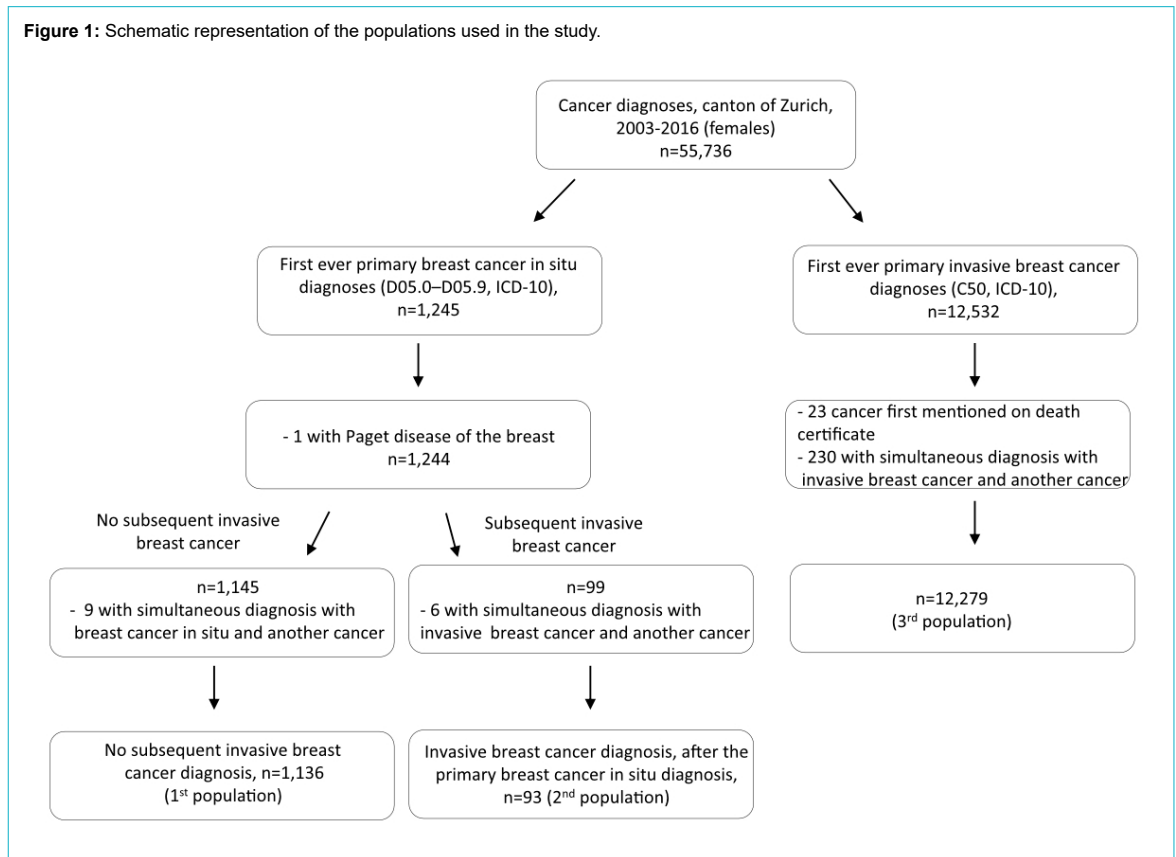 Figure 1: Schematic representation of the populations used in the study.
Cancer diagnoses, canton of Zurich,
2003-2016 (females)
n=55,736
First ever primary breast cancer in situ
diagnoses (D05.0–D05.9, ICD-10),
n=1,245
First ever primary invasive breast cancer
diagnoses (C50, ICD-10),
n=12,532
- 1 with Paget disease of the breast
n=1,244
- 23 cancer first mentioned on death
certificate
- 230 with simultaneous diagnosis with
invasive breast cancer and another cancer
No subsequent invasive
breast cancer
Subsequent invasive
breast cancer
n=1,145
- 9 with simultaneous diagnosis with
breast cancer in situ and another cancer
n=99
- 6 with simultaneous diagnosis with
invasive breast cancer and another cancer
n=12,279
(3rd population)
No subsequent invasive breast
cancer diagnosis, n=1,136
(1st population)
Invasive breast cancer diagnosis, after the
primary breast cancer in situ diagnosis,
n=93 (2nd population)